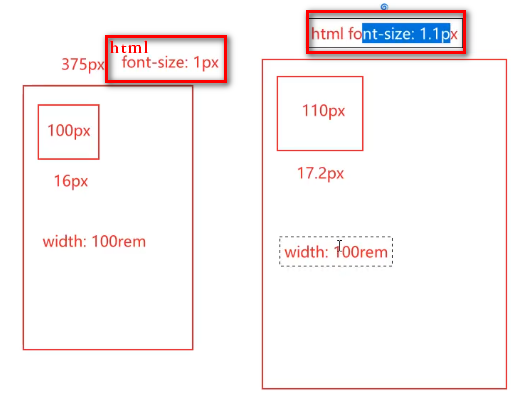 html
375px
font-size: 1px
100px
16px
width: 100rem
html font-size: 1.1px
110px
17.2px
width: 100rem